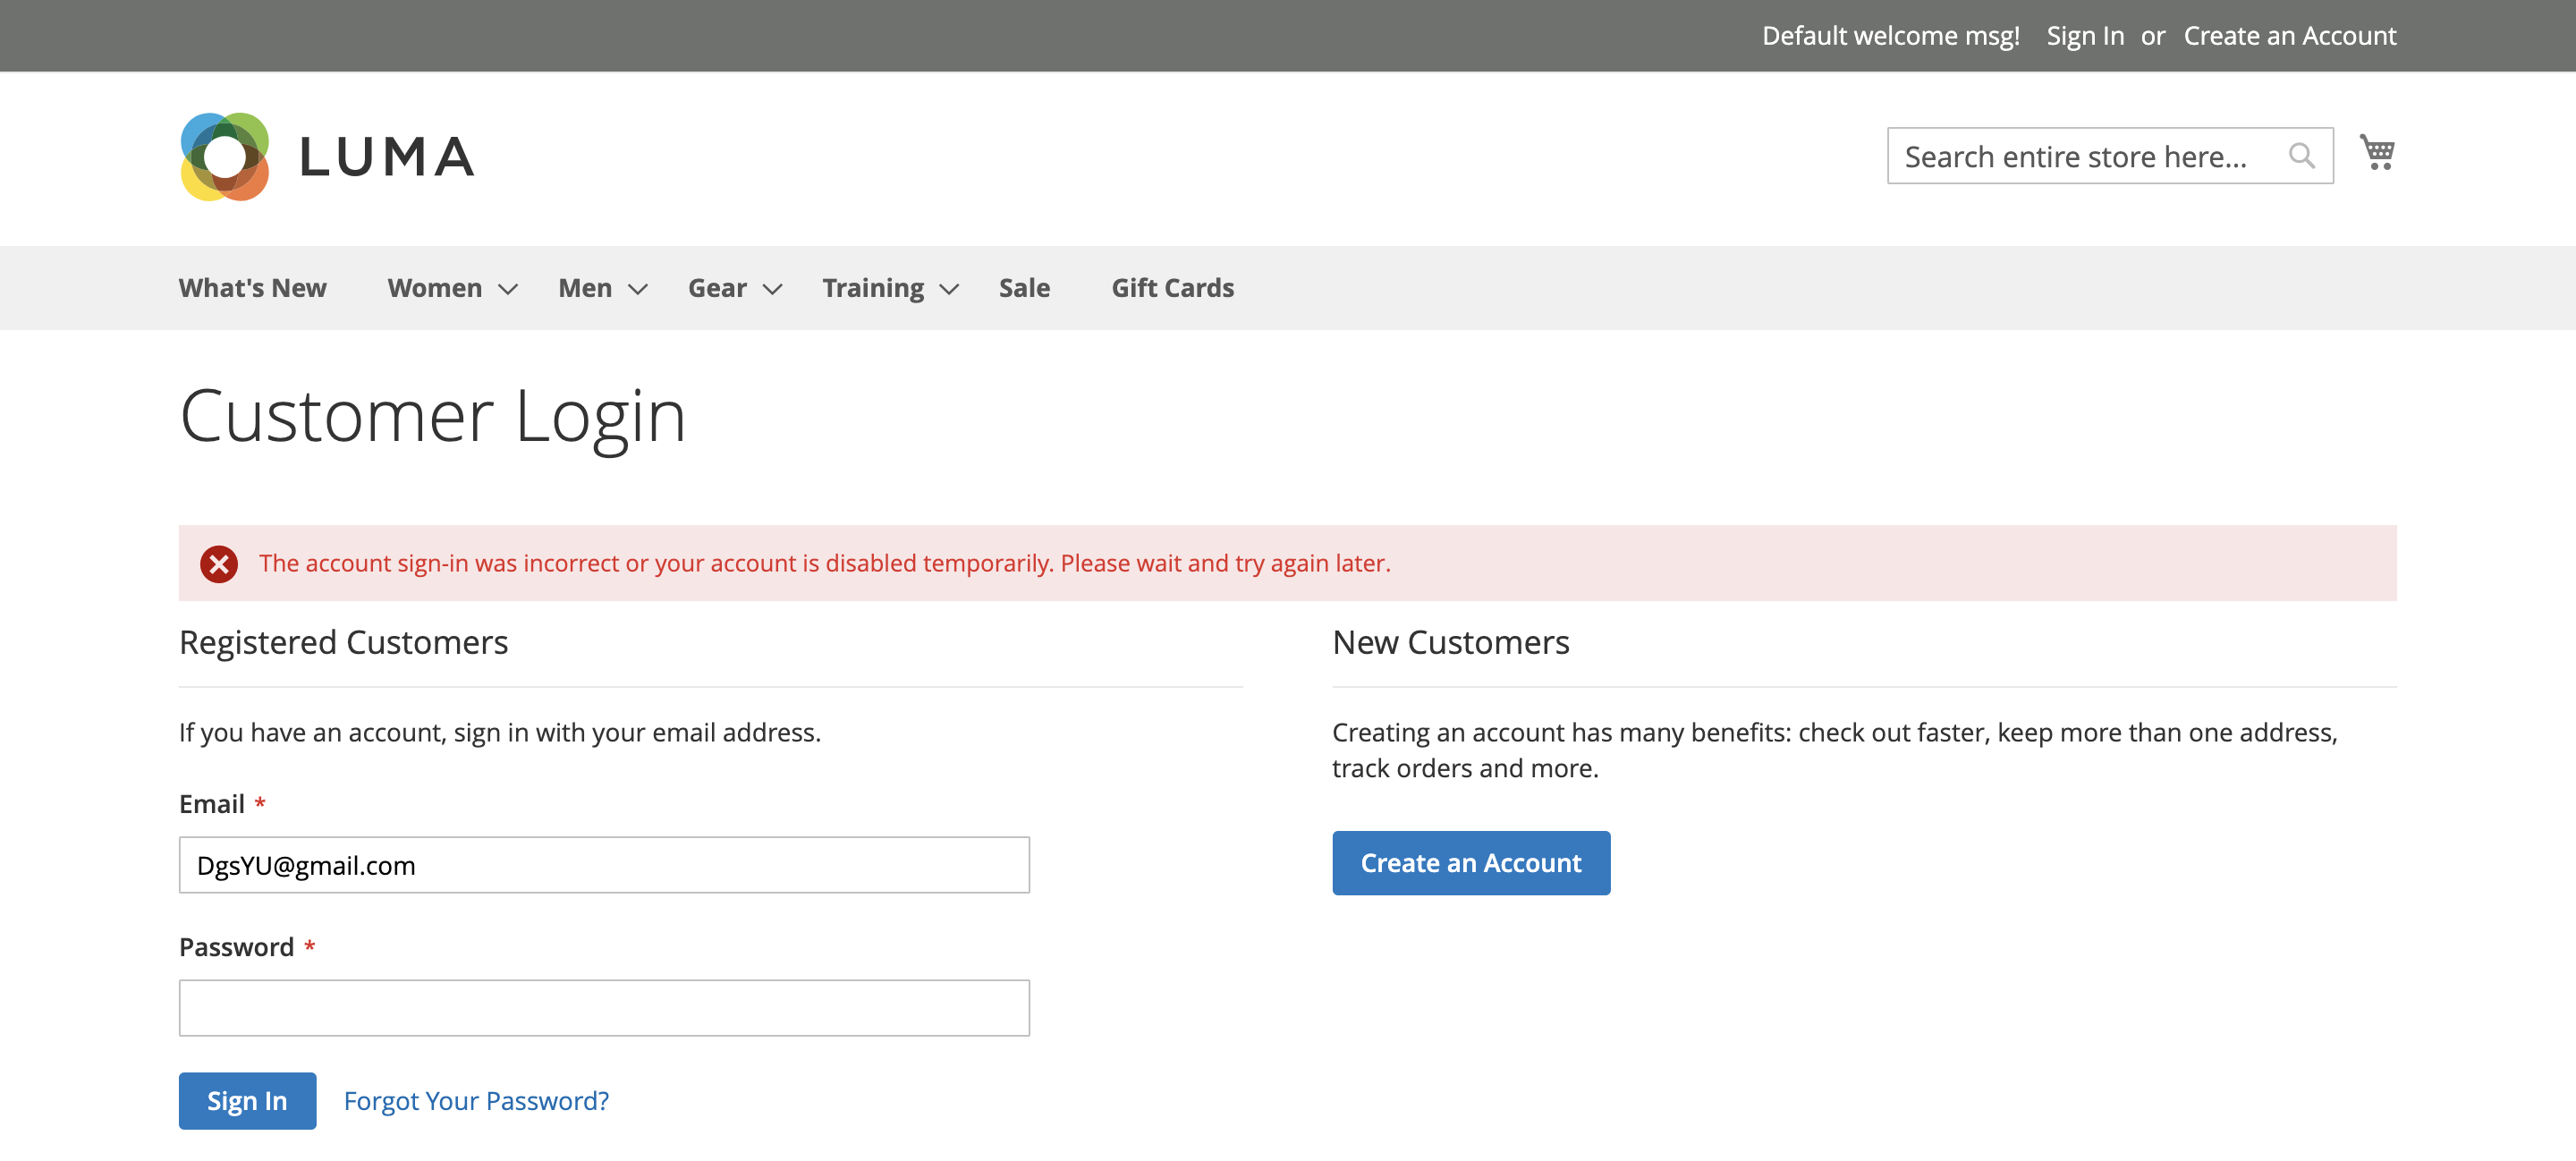 Default welcome msg! Sign In or Create an Account
LUMA
Search entire store here...
What's New Women Men Gear Training Sale Gift Cards
Customer Login
The account sign-in was incorrect or your account is disabled temporarily. Please wait and try again later.
Registered Customers
If you have an account, sign in with your email address.
Email *
DgsYU@gmail.com
Password *
Sign In Forgot Your Password?
New Customers
Creating an account has many benefits: check out faster, keep more than one address,
track orders and more.
Create an Account